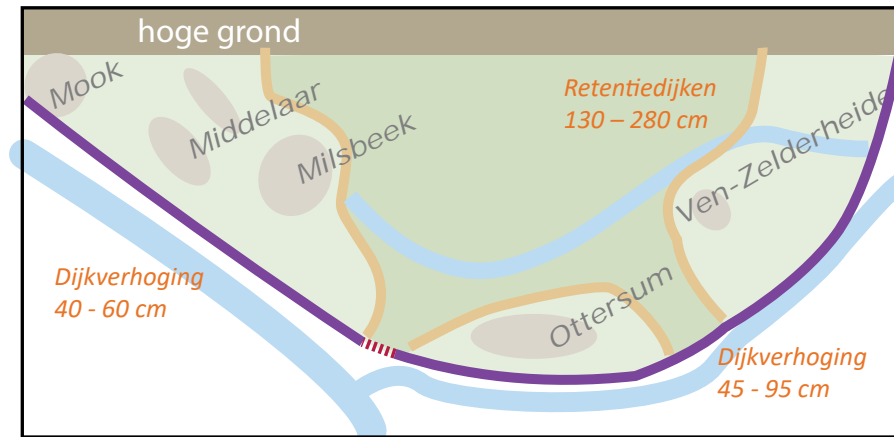 hoge grond
Mook
Middelaar
Milsbeek
Retentiedijken
130 – 280 cm
Ven-Zelderheide
Dijkverhoging
40 - 60 cm
Ottersum
Dijkverhoging
45 - 95 cm